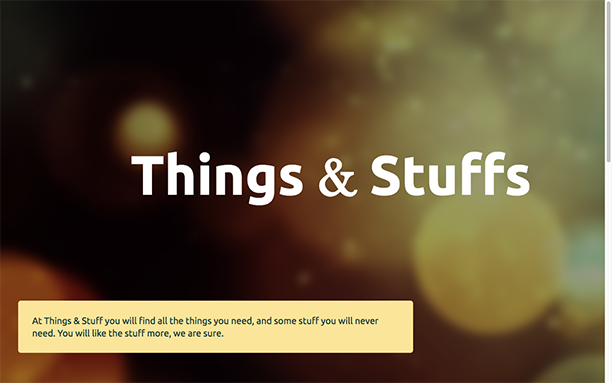 Things & Stuffs
At Things & Stuff you will find all the things you need, and some stuff you will never
need. You will like the stuff more, we are sure.